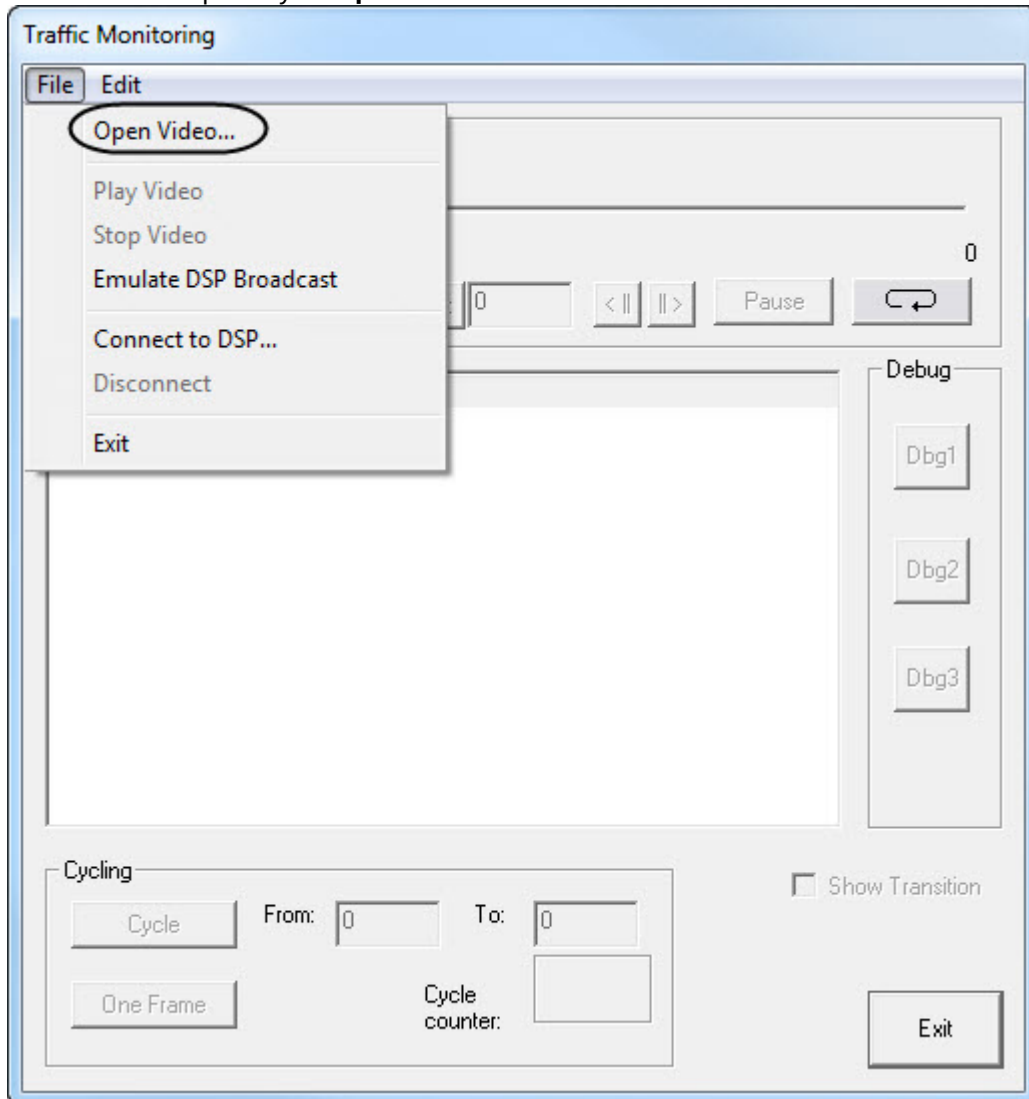 Traffic Monitoring
File Edit
Open Video...
Play Video
Stop Video
Emulate DSP Broadcast
Connect to DSP...
Disconnect
Exit
0
0 <|| ||> Pause
Debug
Dbg1
Dbg2
Dbg3
Cycling
Cycle From: 0 To: 0
Show Transition
One Frame Cycle counter:
Exit